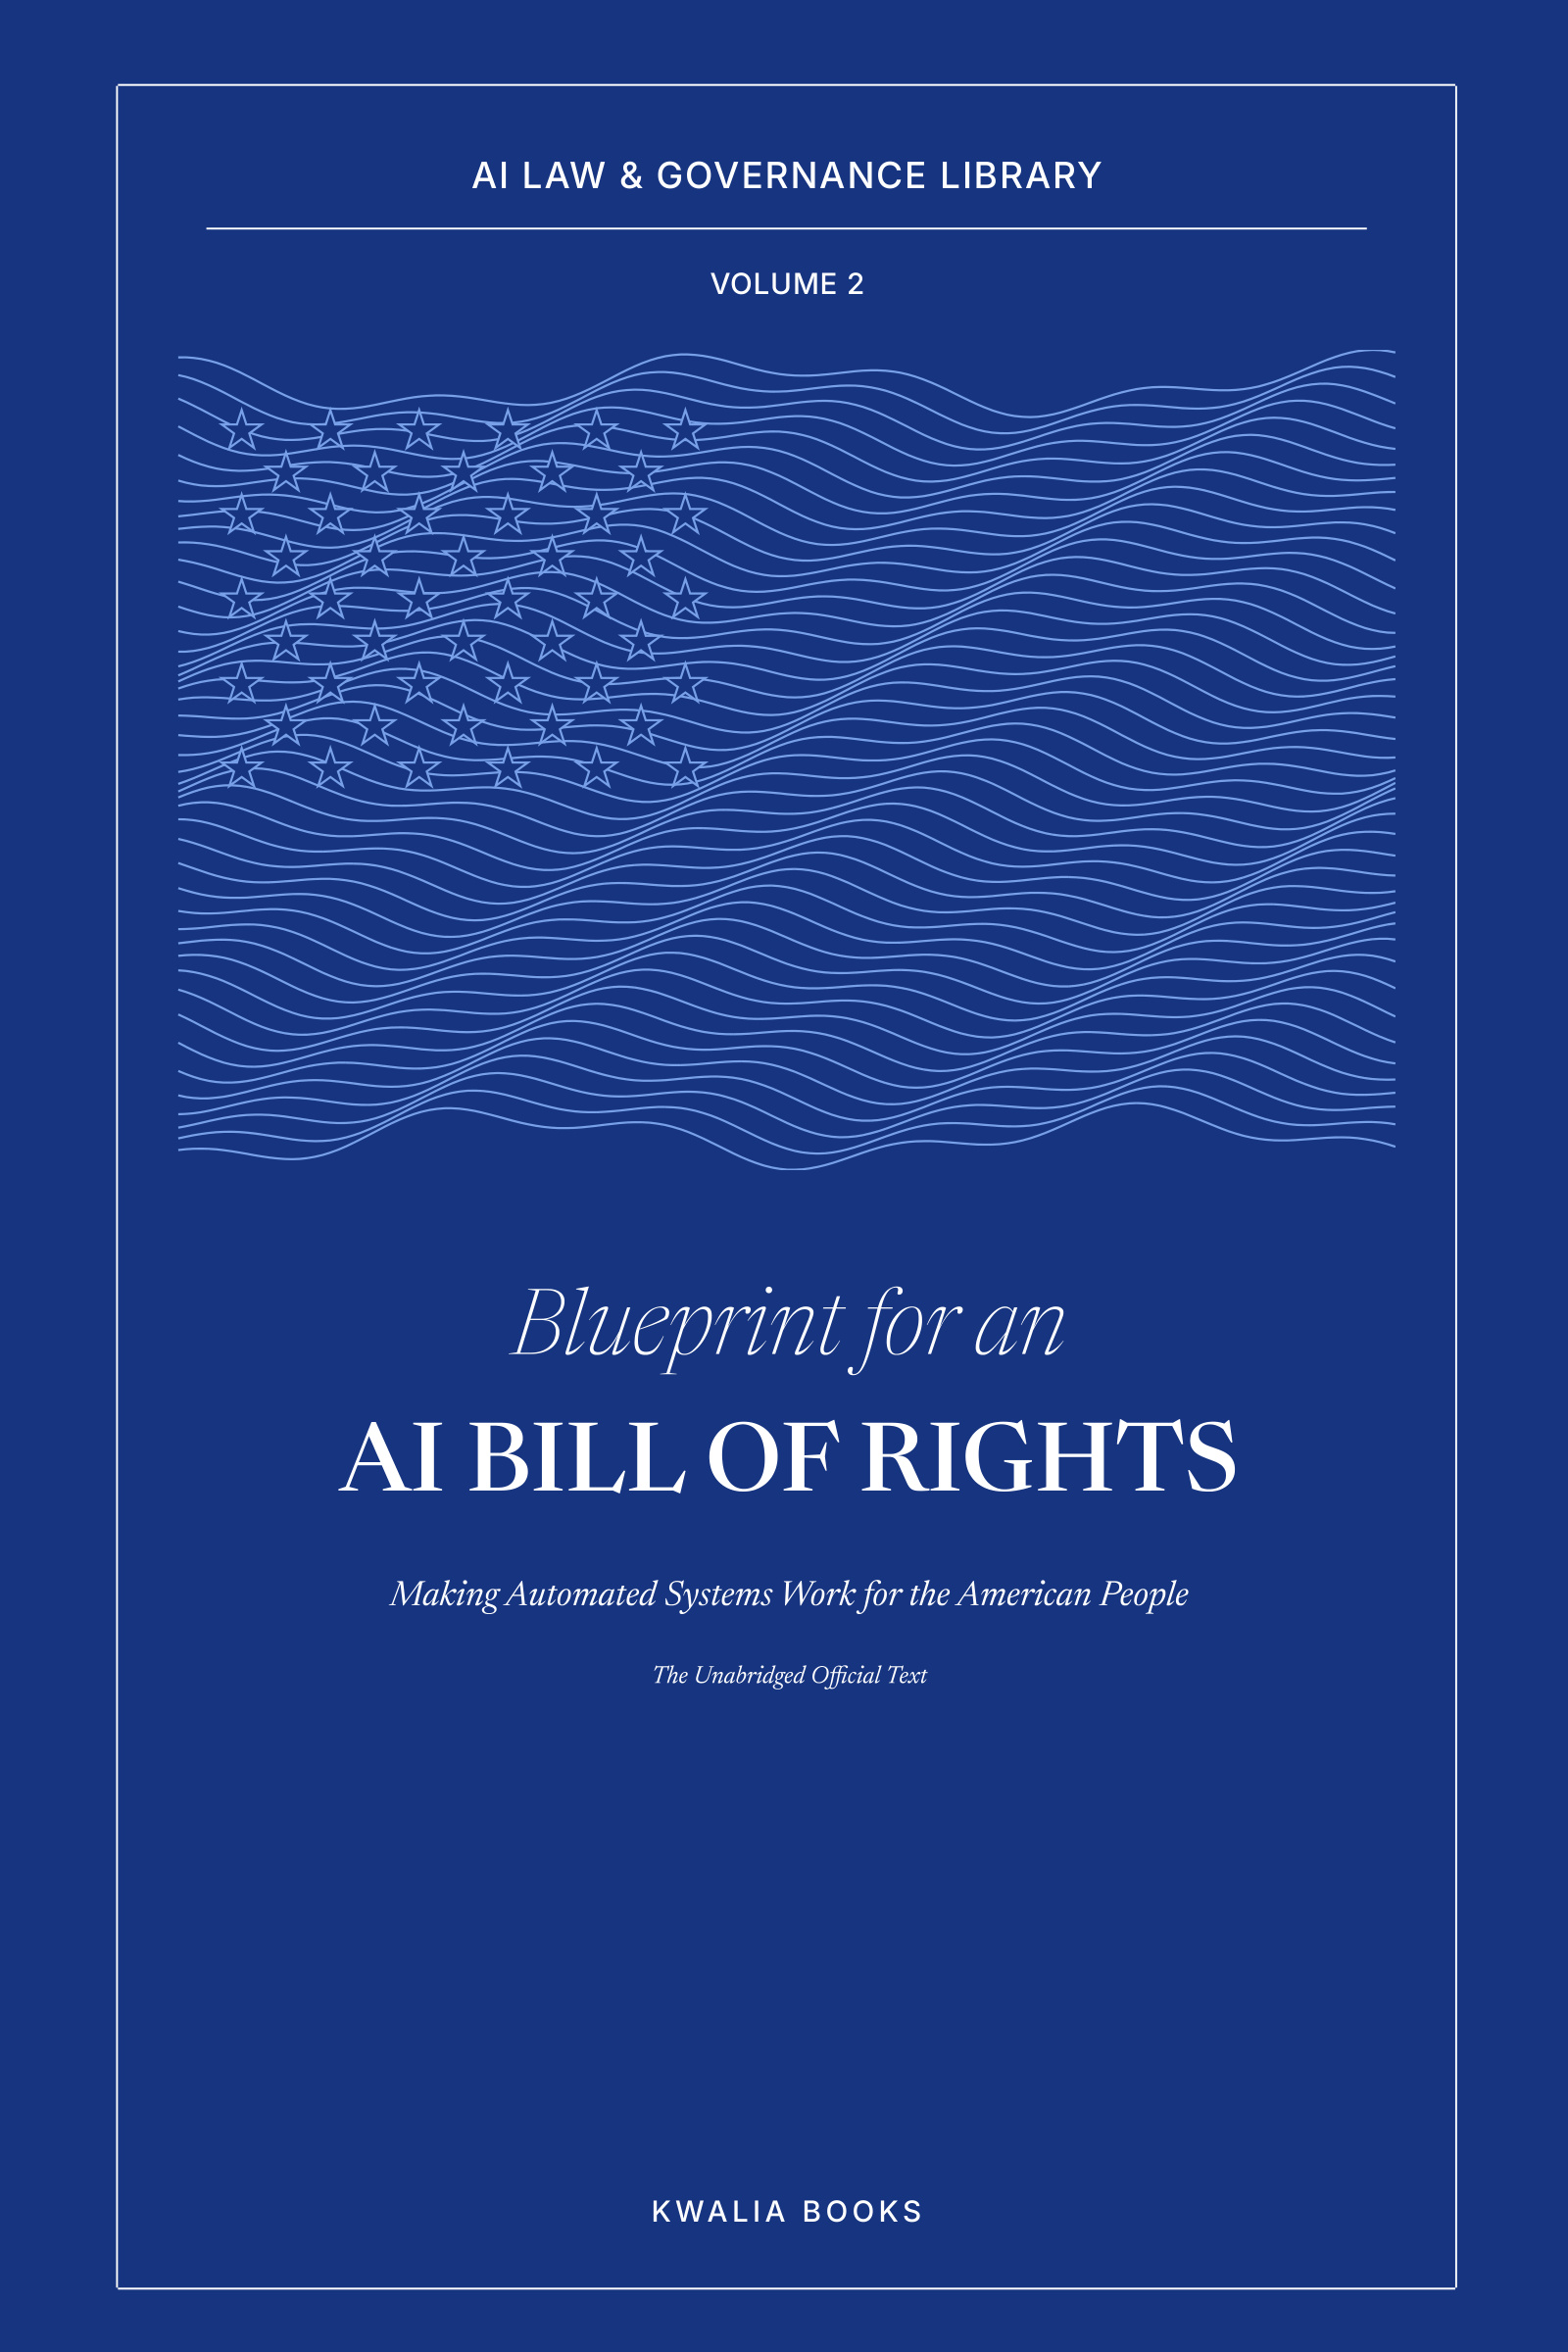 AI LAW & GOVERNANCE LIBRARY
VOLUME 2
Blueprint for an
AI BILL OF RIGHTS
Making Automated Systems Work for the American People
The Unabridged Official Text
KWALIA BOOKS